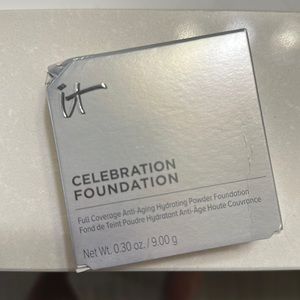 it
CELEBRATION
FOUNDATION
Full Coverage Anti-Aging Hydrating Powder Foundation
Fond de Teint Poudre Hydratant Anti-Âge Haute Couvrance
Net Wt. 0.30 oz. / 9.00 g